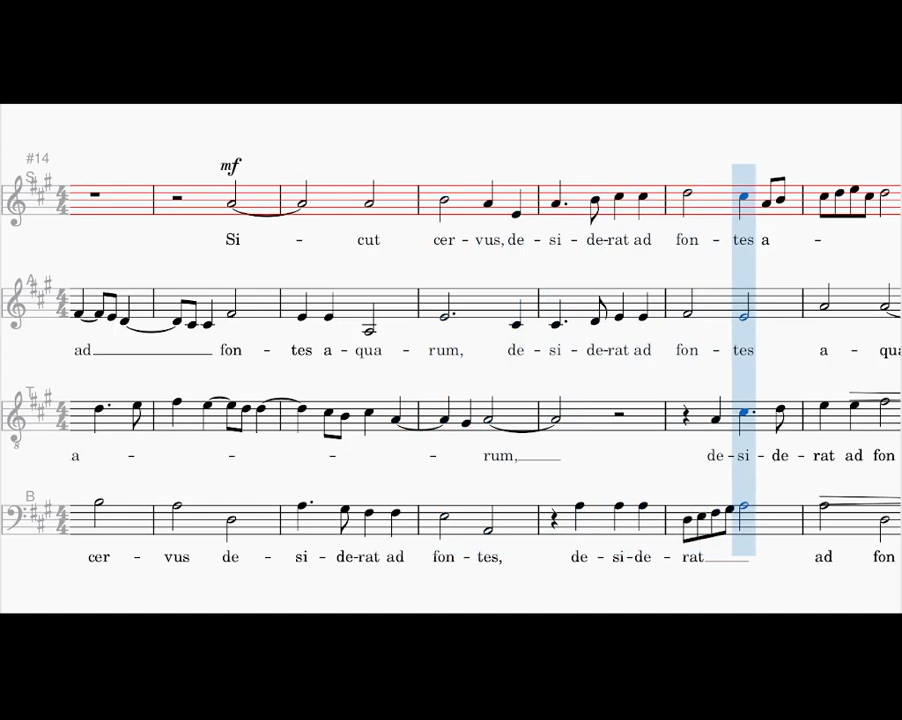 #14
mf
S
Si - cut cer - vus, de - si - de-rat ad fon - tes a -
A
ad fon - tes a - qua - rum, de - si - de-rat ad fon - tes a - qua
T
a - - - - rum, de - si - de - rat ad fon
B
cer - vus de - si - de-rat ad fon - tes, de - si - de - rat ad fon